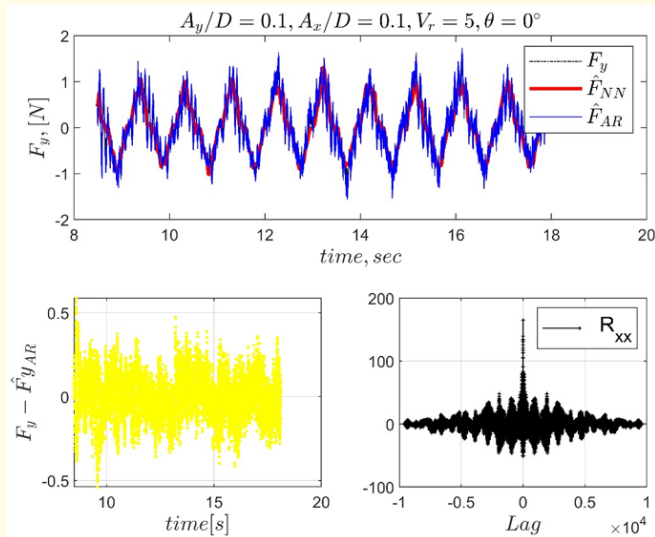 A_y/D = 0.1, A_x/D = 0.1, V_r = 5, θ = 0°
2
1
0
-1
-2
F_y, [N]
F_y
F̂_NN
F̂_AR
8 10 12 14 16 18 20
time, sec
0.5
0
-0.5
F_y − F̂y_AR
10 15 20
time[s]
200
100
0
-100
R_xx
-1 -0.5 0 0.5 1
×10^4
Lag